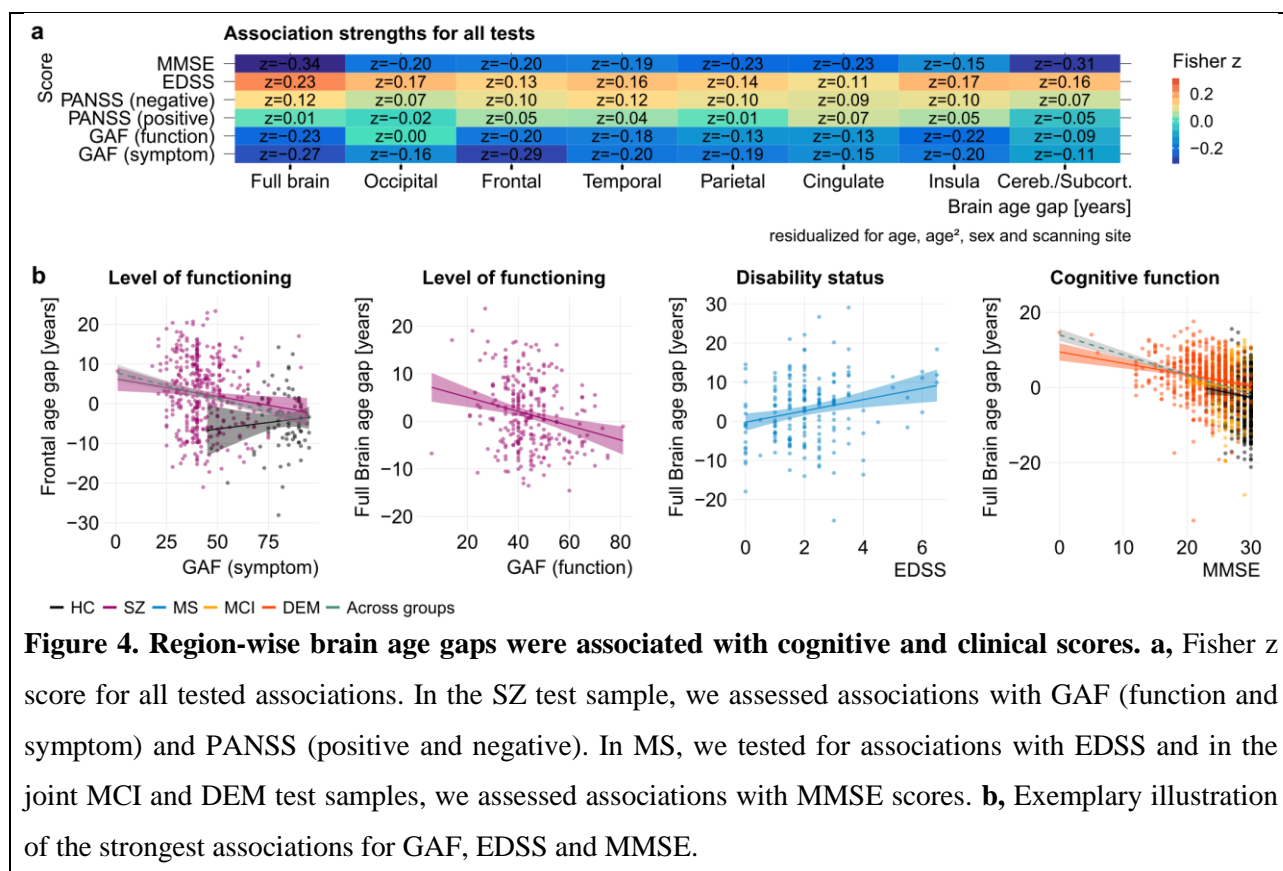 a Association strengths for all tests
Score
MMSE z=−0.34 z=−0.20 z=−0.20 z=−0.19 z=−0.23 z=−0.23 z=−0.15 z=−0.31
EDSS z=0.23 z=0.17 z=0.13 z=0.16 z=0.14 z=0.11 z=0.17 z=0.16
PANSS (negative) z=0.12 z=0.07 z=0.10 z=0.12 z=0.10 z=0.09 z=0.10 z=0.07
PANSS (positive) z=0.01 z=−0.02 z=0.05 z=0.04 z=0.01 z=0.07 z=0.05 z=−0.05
GAF (function) z=−0.23 z=0.00 z=−0.20 z=−0.18 z=−0.13 z=−0.13 z=−0.22 z=−0.09
GAF (symptom) z=−0.27 z=−0.16 z=−0.29 z=−0.20 z=−0.19 z=−0.15 z=−0.20 z=−0.11
Full brain Occipital Frontal Temporal Parietal Cingulate Insula Cereb./Subcort.
Brain age gap [years]
residualized for age, age², sex and scanning site
Fisher z
0.2
0.0
−0.2
b Level of functioning
Frontal age gap [years]
20
10
0
−10
−20
−30
0 25 50 75
GAF (symptom)
Level of functioning
Full Brain age gap [years]
20
10
0
−10
−20
20 40 60 80
GAF (function)
Disability status
Full Brain age gap [years]
30
20
10
0
−10
−20
0 2 4 6
EDSS
Cognitive function
Full Brain age gap [years]
20
0
−20
0 10 20 30
MMSE
HC SZ MS MCI DEM Across groups
Figure 4. Region-wise brain age gaps were associated with cognitive and clinical scores. a, Fisher z
score for all tested associations. In the SZ test sample, we assessed associations with GAF (function and
symptom) and PANSS (positive and negative). In MS, we tested for associations with EDSS and in the
joint MCI and DEM test samples, we assessed associations with MMSE scores. b, Exemplary illustration
of the strongest associations for GAF, EDSS and MMSE.